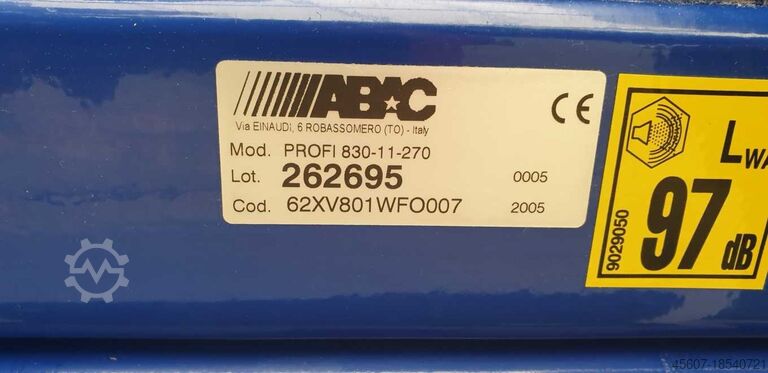 ABAC
CE
Via EINAUDI, 6 ROBASSOMERO (TO) - Italy
Mod. PROFI 830-11-270
Lot. 262695 0005
Cod. 62XV801WFO007 2005
LWA
97 dB
9029050
45607-18540721